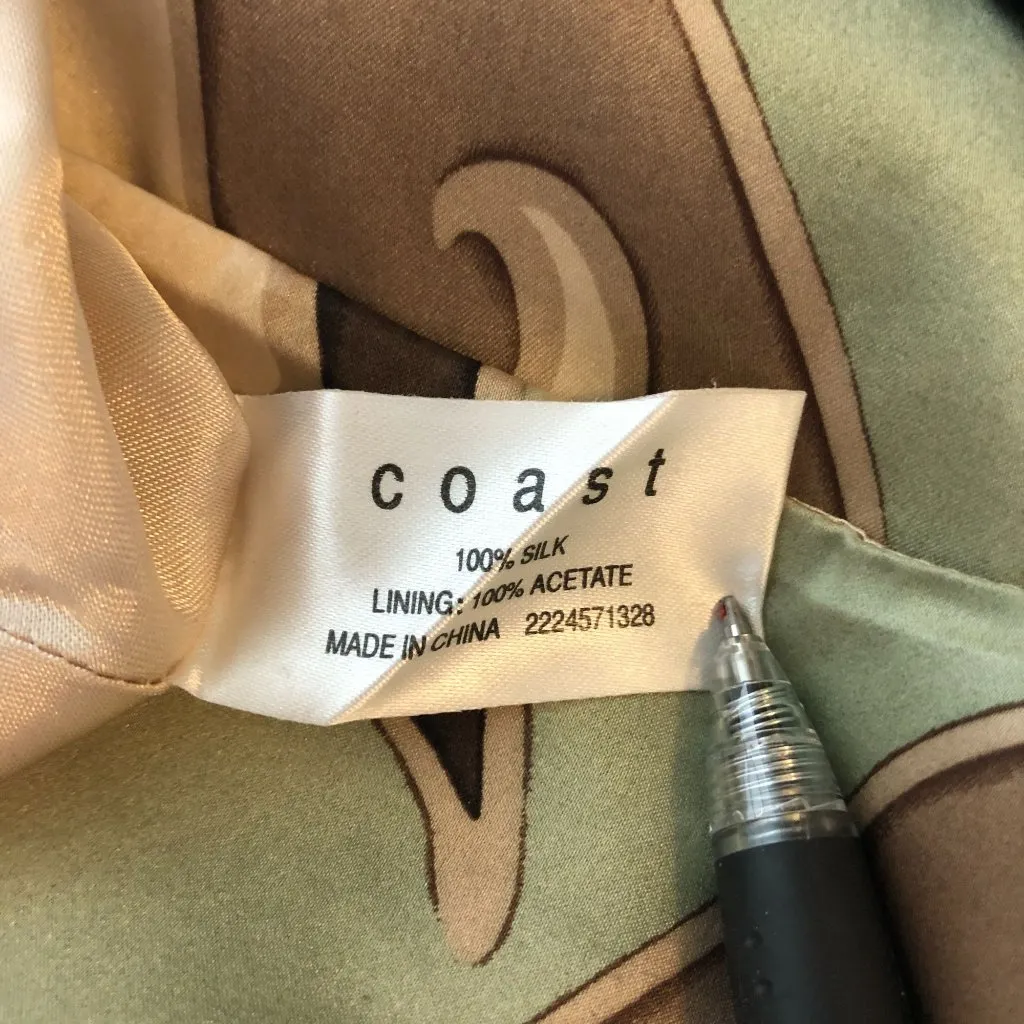 coast
100% SILK
LINING: 100% ACETATE
MADE IN CHINA 2224571328